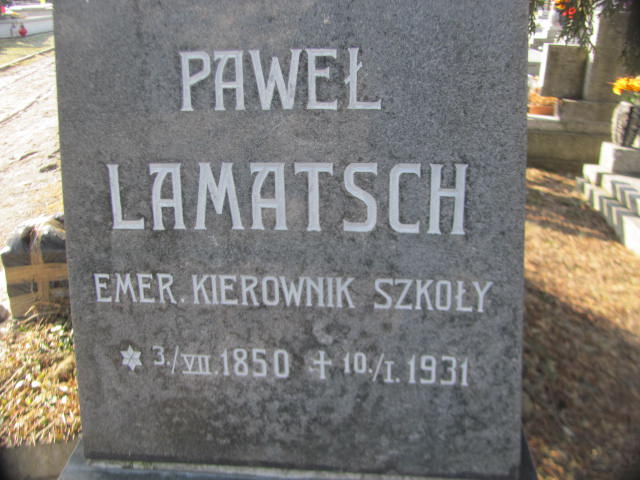 PAWEŁ
LAMATSCH
EMER. KIEROWNIK SZKOŁY
* 3./VII. 1850 + 10./I. 1931